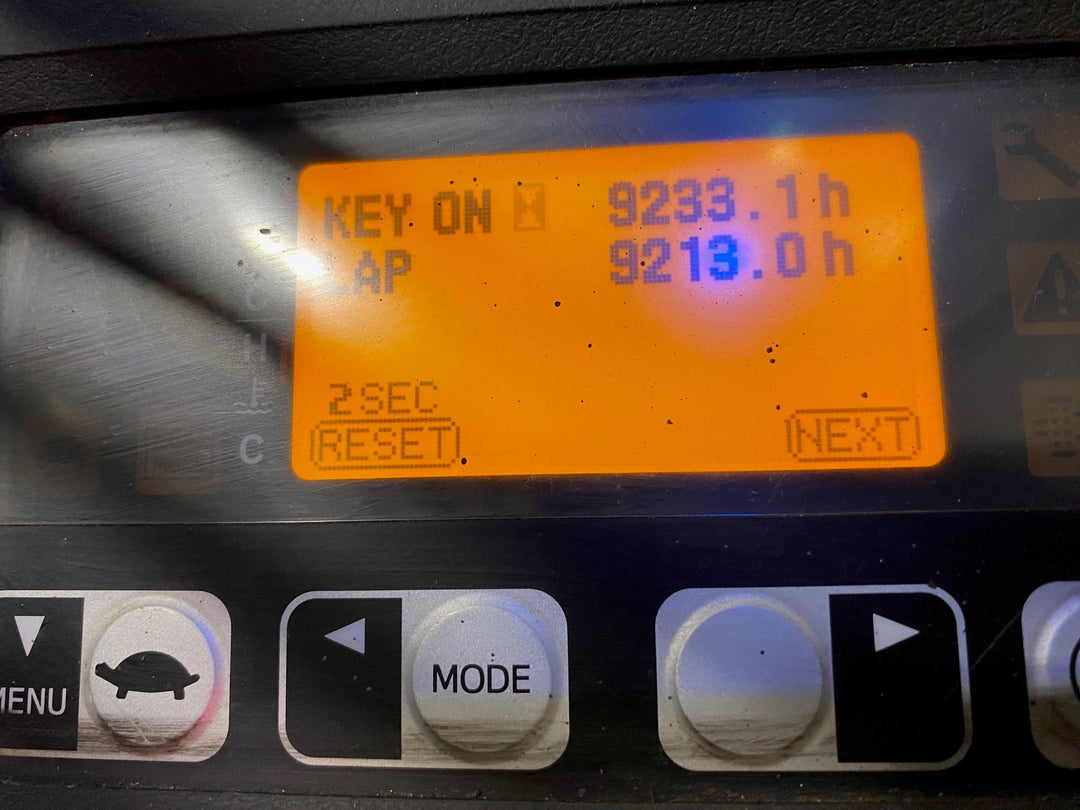 KEY ON 9233.1h
LAP 9213.0h
H
C
2SEC
RESET NEXT
MENU MODE